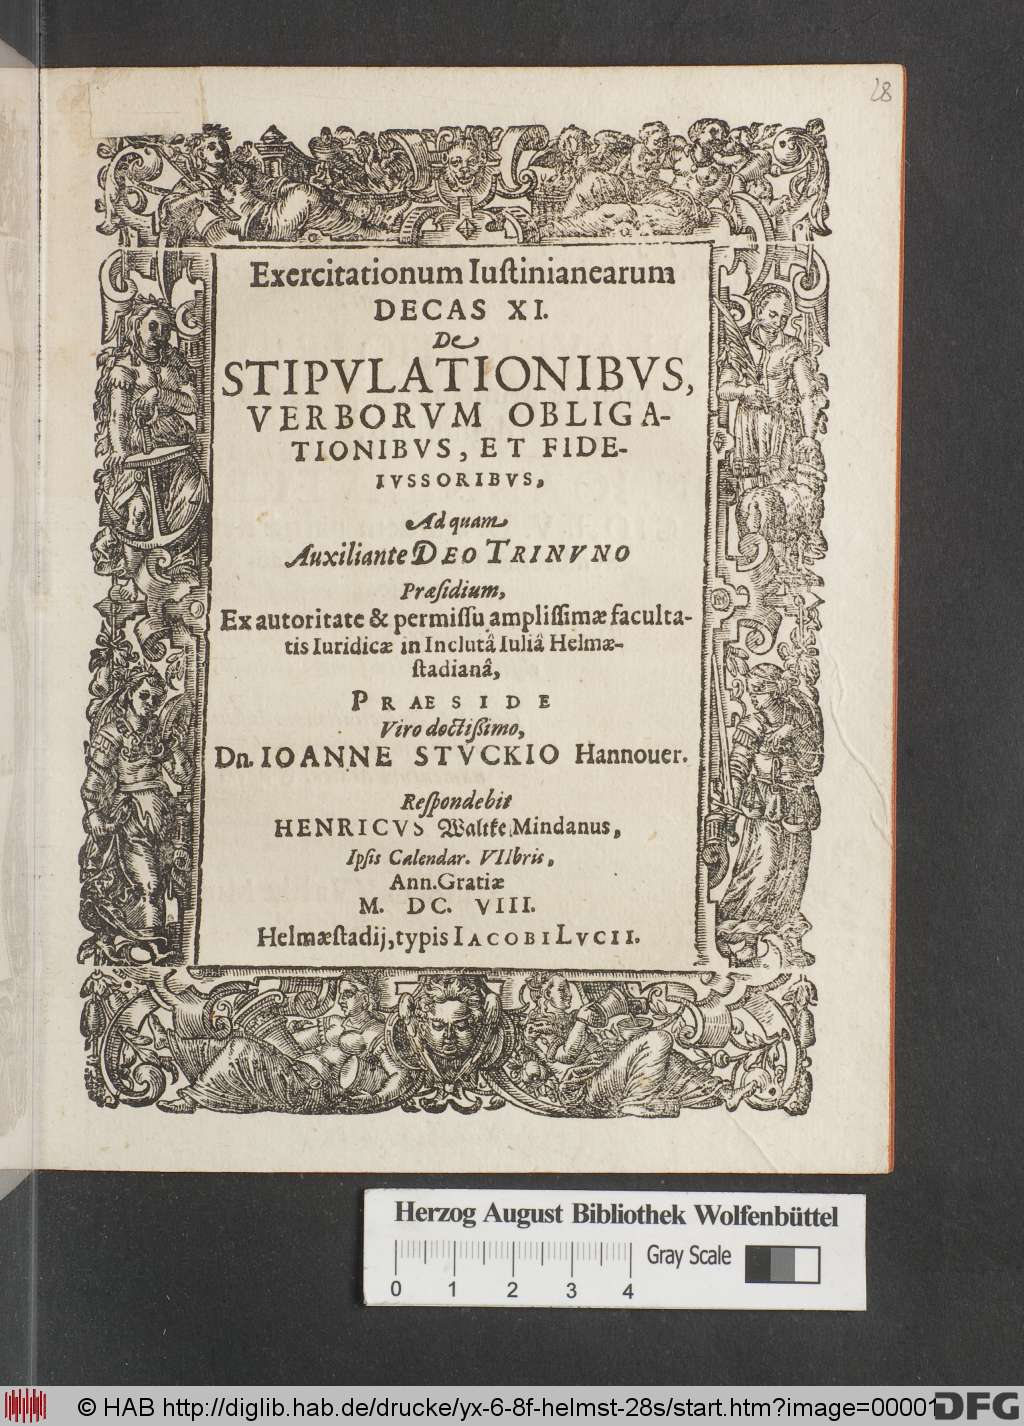 28
Exercitationum Iustinianearum
DECAS XI.
De
STIPVLATIONIBVS,
VERBORVM OBLIGA-
TIONIBVS, ET FIDE-
IVSSORIBVS,
Ad quam
Auxiliante DEO TRINVNO
Præsidium,
Ex autoritate & permissu amplissimæ faculta-
tis Iuridicæ in Inclutâ Iuliâ Helmæ-
stadianâ,
PRAESIDE
Viro doctissimo,
Dn. IOANNE STVCKIO Hannouer.
Respondebit
HENRICVS Waltke Mindanus,
Ipsis Calendar. VIIbris,
Ann. Gratiæ
M. DC. VIII.
Helmæstadij, typis IACOBI LVCII.
Herzog August Bibliothek Wolfenbüttel
Gray Scale
0 1 2 3 4
© HAB http://diglib.hab.de/drucke/yx-6-8f-helmst-28s/start.htm?image=00001
DFG